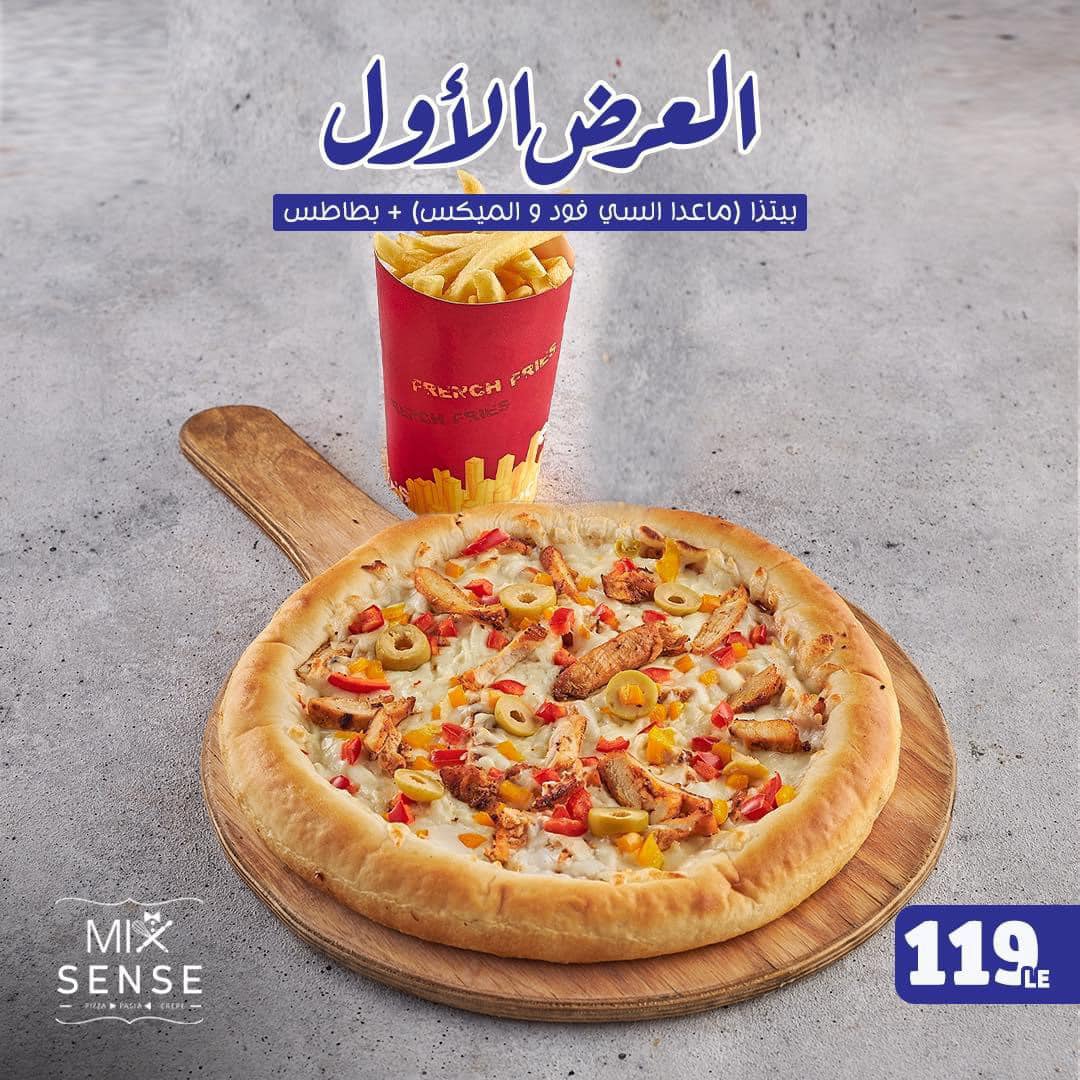 العرض الأول
بيتزا (ماعدا السي فود و الميكس) + بطاطس
FRENCH FRIES
FRENCH FRIES
MIX
SENSE
PIZZA PASTA CREPE
119 LE